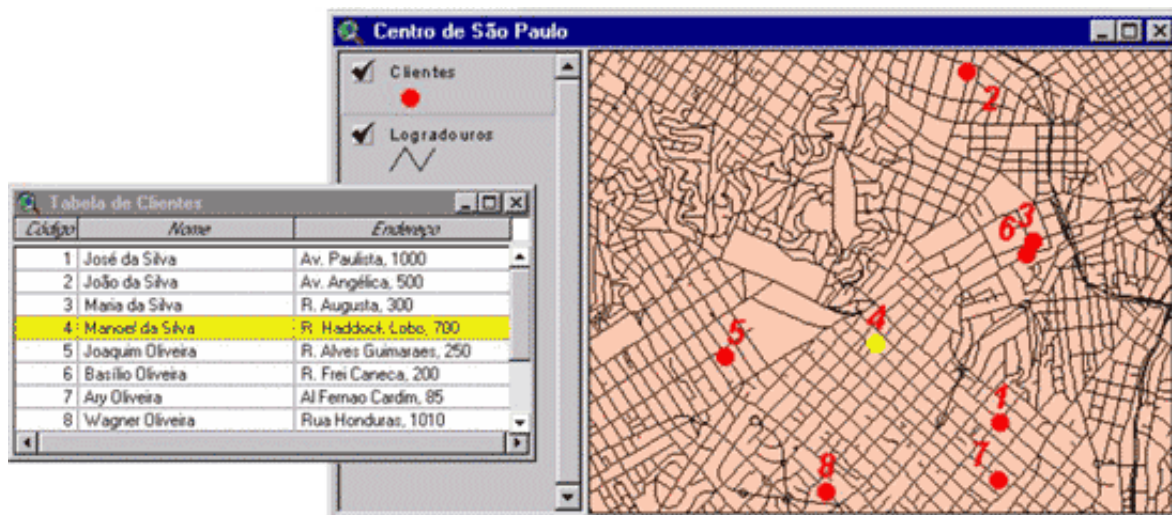 Centro de São Paulo
Clientes
Logradouros
Tabela de Clientes
Código Nome Endereço
1 José da Silva Av. Paulista, 1000
2 João da Silva Av. Angélica, 500
3 Maria da Silva R. Augusta, 300
4 Manoel da Silva R. Haddock Lobo, 700
5 Joaquim Oliveira R. Alves Guimaraes, 250
6 Basílio Oliveira R. Frei Caneca, 200
7 Ary Oliveira Al Fernao Cardim, 85
8 Wagner Oliveira Rua Honduras, 1010
2
3
6
4
5
1
7
8